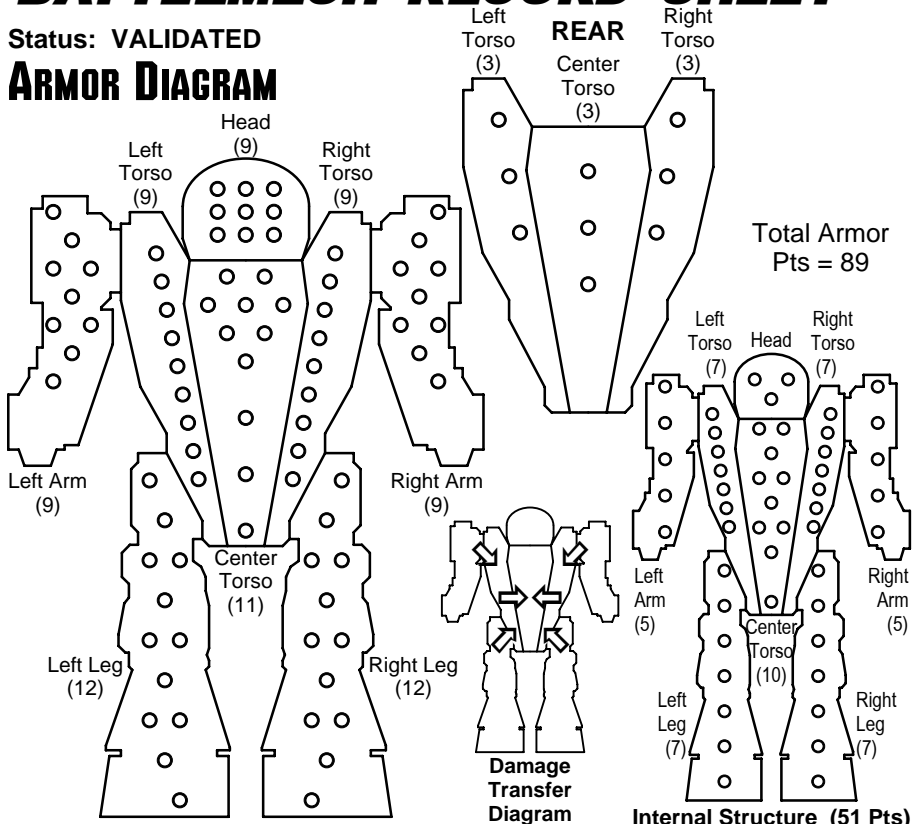 BATTLEMECH RECORD SHEET
Status: VALIDATED
ARMOR DIAGRAM
Left
Torso
(3)
REAR
Center
Torso
(3)
Right
Torso
(3)
Head
(9)
Left
Torso
(9)
Right
Torso
(9)
Total Armor
Pts = 89
Left Arm
(9)
Right Arm
(9)
Center
Torso
(11)
Left Leg
(12)
Right Leg
(12)
Damage
Transfer
Diagram
Left
Torso
(7)
Head
Right
Torso
(7)
Left
Arm
(5)
Right
Arm
(5)
Center
Torso
(10)
Left
Leg
(7)
Right
Leg
(7)
Internal Structure (51 Pts)